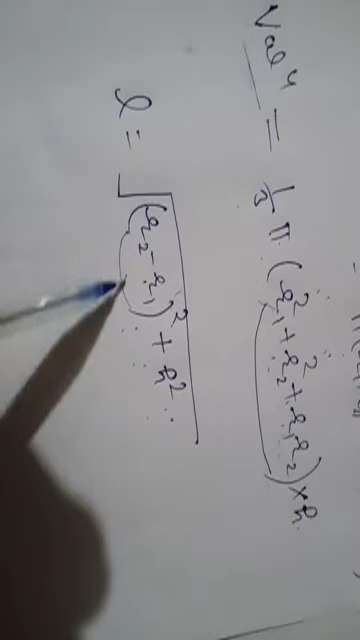 Vol4 = 1/3 π (r₁² + r₂² + r₁r₂) × h
l = √(r₂ - r₁)² + h²